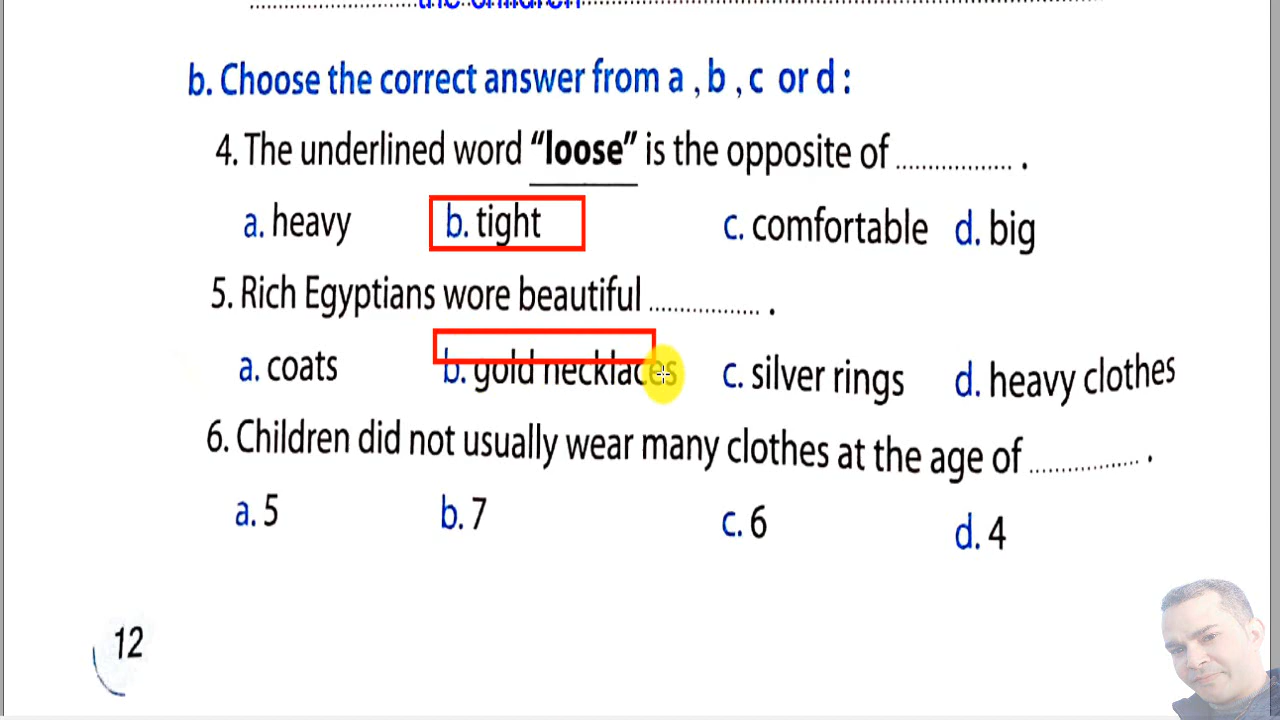 the children
b. Choose the correct answer from a , b , c or d :
4. The underlined word “loose” is the opposite of .................. .
a. heavy b. tight c. comfortable d. big
5. Rich Egyptians wore beautiful .................. .
a. coats b. gold necklaces c. silver rings d. heavy clothes
6. Children did not usually wear many clothes at the age of .................. .
a. 5 b. 7 c. 6 d. 4
12